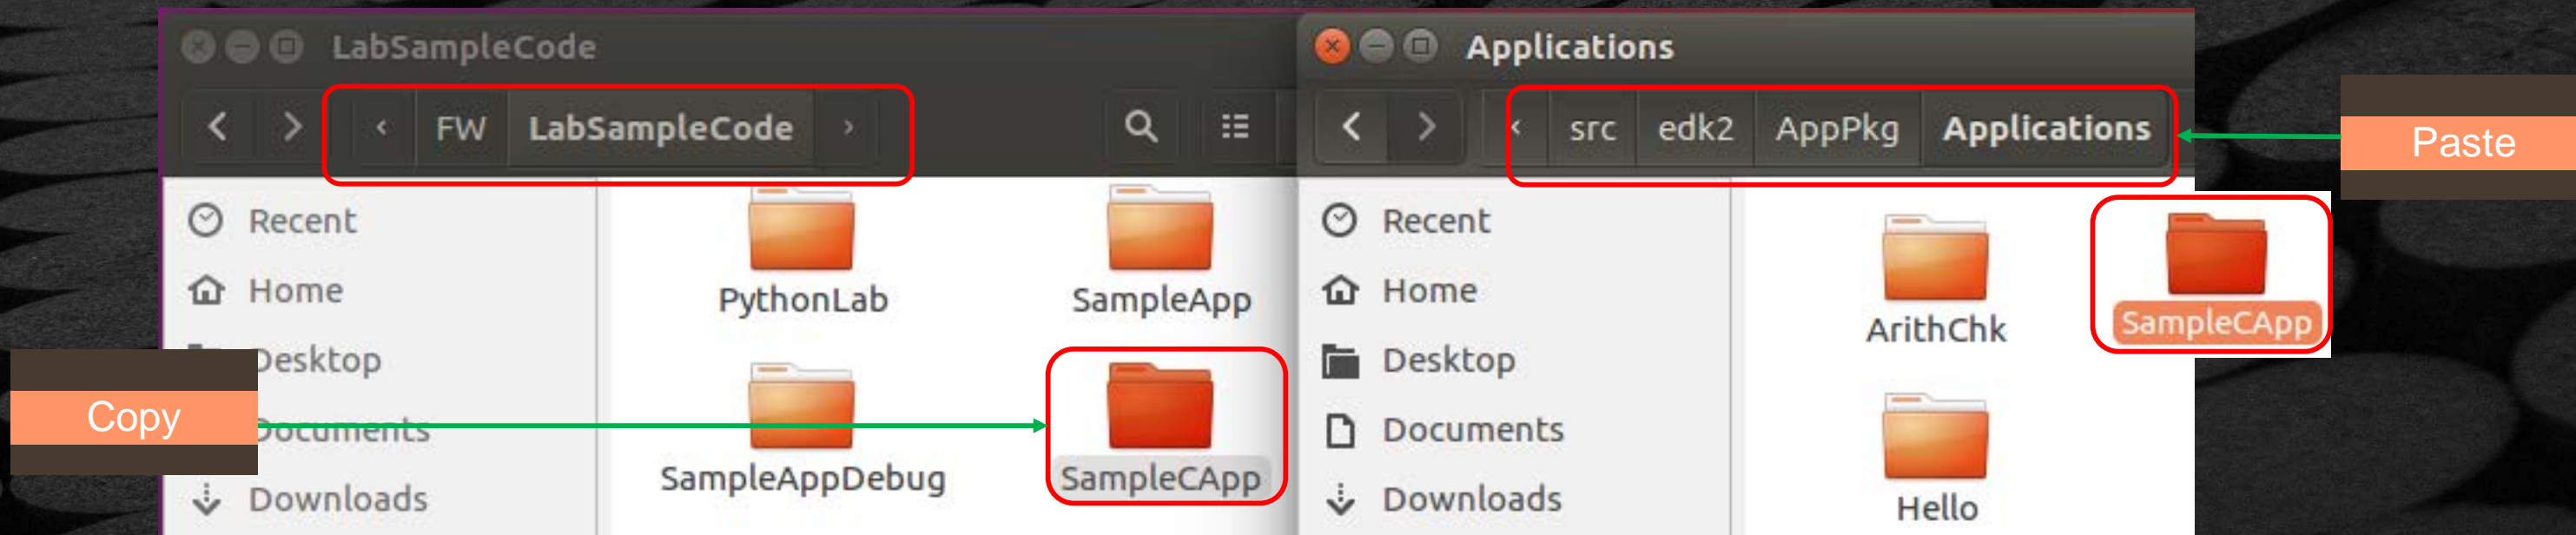 LabSampleCode
FW LabSampleCode
Recent
Home
Desktop
Documents
Downloads
PythonLab
SampleApp
SampleAppDebug
SampleCApp
Copy
Applications
src edk2 AppPkg Applications
Recent
Home
Desktop
Documents
Downloads
ArithChk
SampleCApp
Hello
Paste